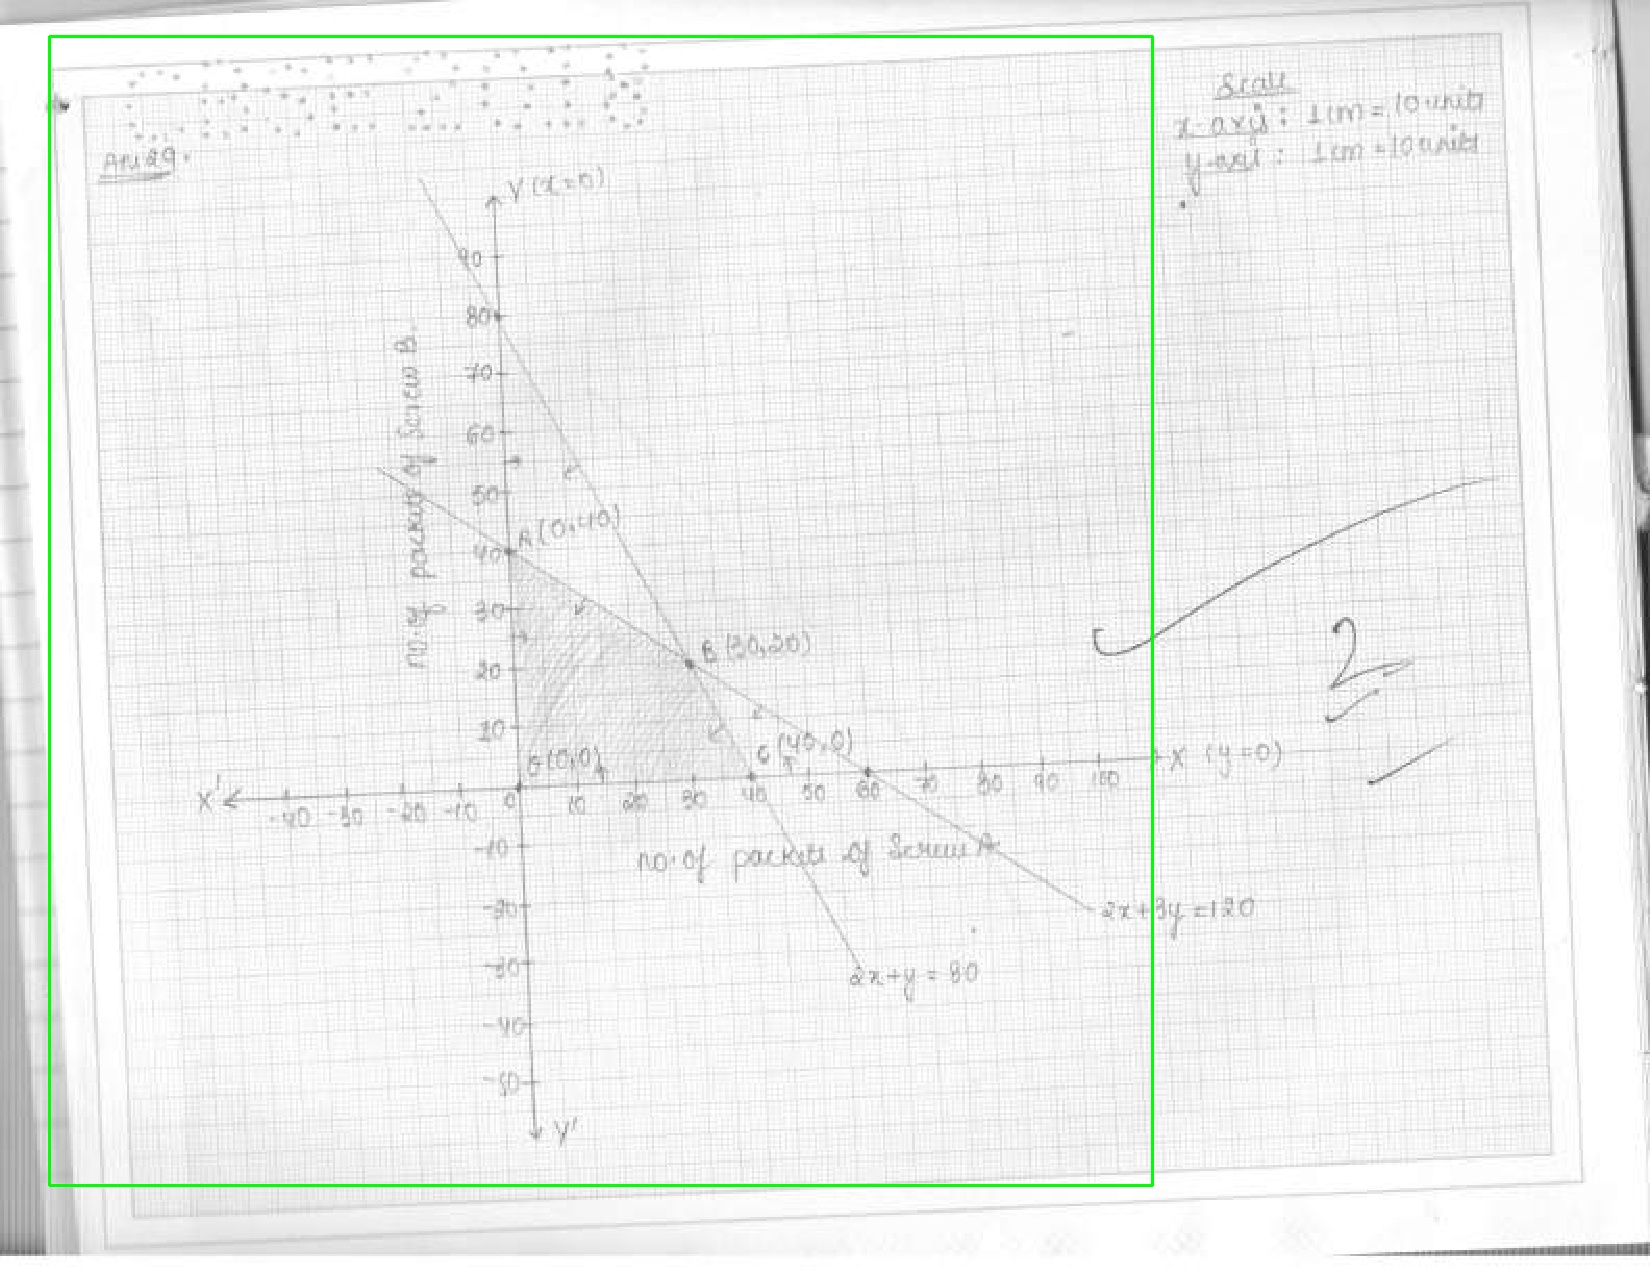 Scale
x-axis: 1cm = 10 units
y-axis: 1cm = 10 units
Ans 29.
Y (x=0)
90
80
70
60
50
40
30
20
10
no. of packets of Screw B.
A(0,40)
B(30,20)
C(40,0)
O(0,0)
X'
-40 -30 -20 -10 0 10 20 30 40 50 60 70 80 90 100
X (y=0)
no. of packets of Screw A
-10
-20
-30
-40
-50
2x+3y=120
2x+y = 80
Y'
2